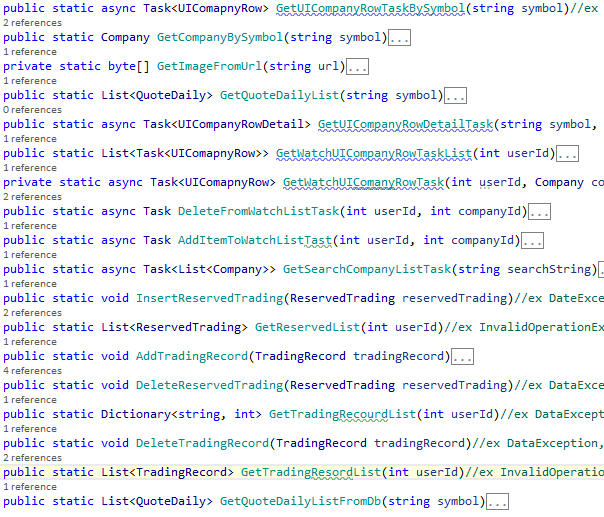 public static async Task<UIComapnyRow> GetUICompanyRowTaskBySymbol(string symbol)//ex
2 references
public static Company GetCompanyBySymbol(string symbol)...
1 reference
private static byte[] GetImageFromUrl(string url)...
1 reference
public static List<QuoteDaily> GetQuoteDailyList(string symbol)...
0 references
public static async Task<UICompanyRowDetail> GetUICompanyRowDetailTask(string symbol,
1 reference
public static List<Task<UIComapnyRow>> GetWatchUICompanyRowTaskList(int userId)...
1 reference
private static async Task<UIComapnyRow> GetWatchUIComanyRowTask(int userId, Company co
2 references
public static async Task DeleteFromWatchListTask(int userId, int companyId)...
1 reference
public static async Task AddItemToWatchListTast(int userId, int companyId)...
1 reference
public static async Task<List<Company>> GetSearchCompanyListTask(string searchString)
1 reference
public static void InsertReservedTrading(ReservedTrading reservedTrading)//ex DateExce
2 references
public static List<ReservedTrading> GetReservedList(int userId)//ex InvalidOperationEx
1 reference
public static void AddTradingRecord(TradingRecord tradingRecord)...
4 references
public static void DeleteReservedTrading(ReservedTrading reservedTrading)//ex DataExce
1 reference
public static Dictionary<string, int> GetTradingRecourdList(int userId)//ex DataExcept
1 reference
public static void DeleteTradingRecord(TradingRecord tradingRecord)//ex DataException,
2 references
public static List<TradingRecord> GetTradingResordList(int userId)//ex InvalidOperatio
1 reference
public static List<QuoteDaily> GetQuoteDailyListFromDb(string symbol)...